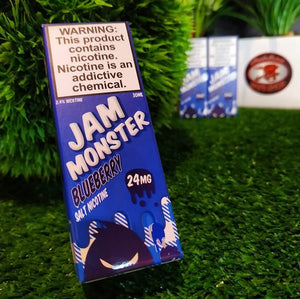 WARNING:
This product
contains
nicotine.
Nicotine is an
addictive
chemical.
2.4% NICOTINE 30ML
JAM
MONSTER
BLUEBERRY
24MG
SALT NICOTINE